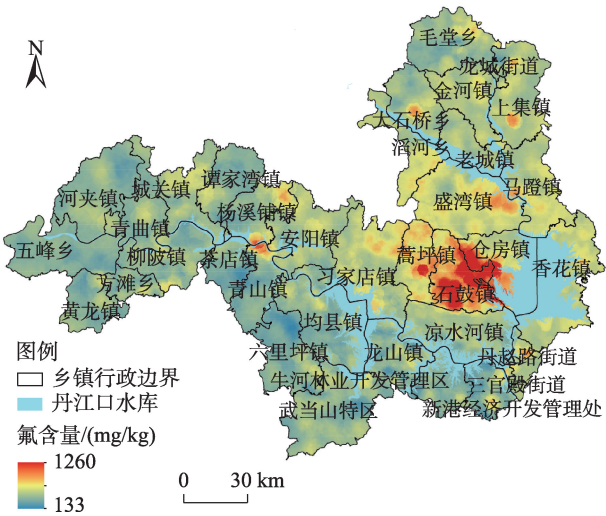 N
毛堂乡
龙城街道
金河镇
上集镇
大石桥乡
滔河乡
老城镇
马蹬镇
盛湾镇
谭家湾镇
城关镇
河夹镇
杨溪铺镇
青曲镇
安阳镇
蒿坪镇
仓房镇
五峰乡
柳陂镇
茶店镇
习家店镇
香花镇
方滩乡
青山镇
石鼓镇
黄龙镇
均县镇
凉水河镇
六里坪镇
龙山镇
丹赵路街道
牛河林业开发管理区
三官殿街道
武当山特区
新港经济开发管理处
图例
乡镇行政边界
丹江口水库
氟含量/(mg/kg)
1260
133
0
30 km